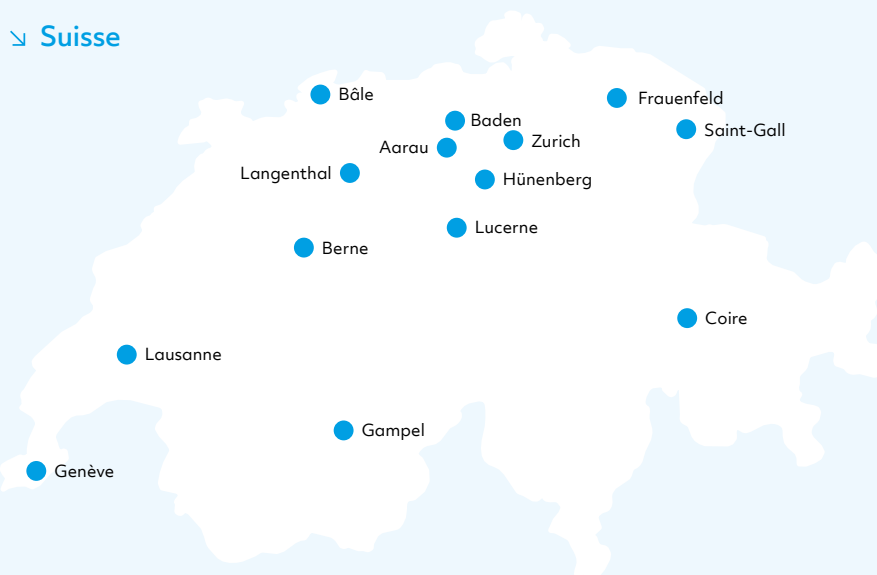 Suisse
Bâle
Frauenfeld
Baden
Saint-Gall
Zurich
Aarau
Langenthal
Hünenberg
Lucerne
Berne
Coire
Lausanne
Gampel
Genève